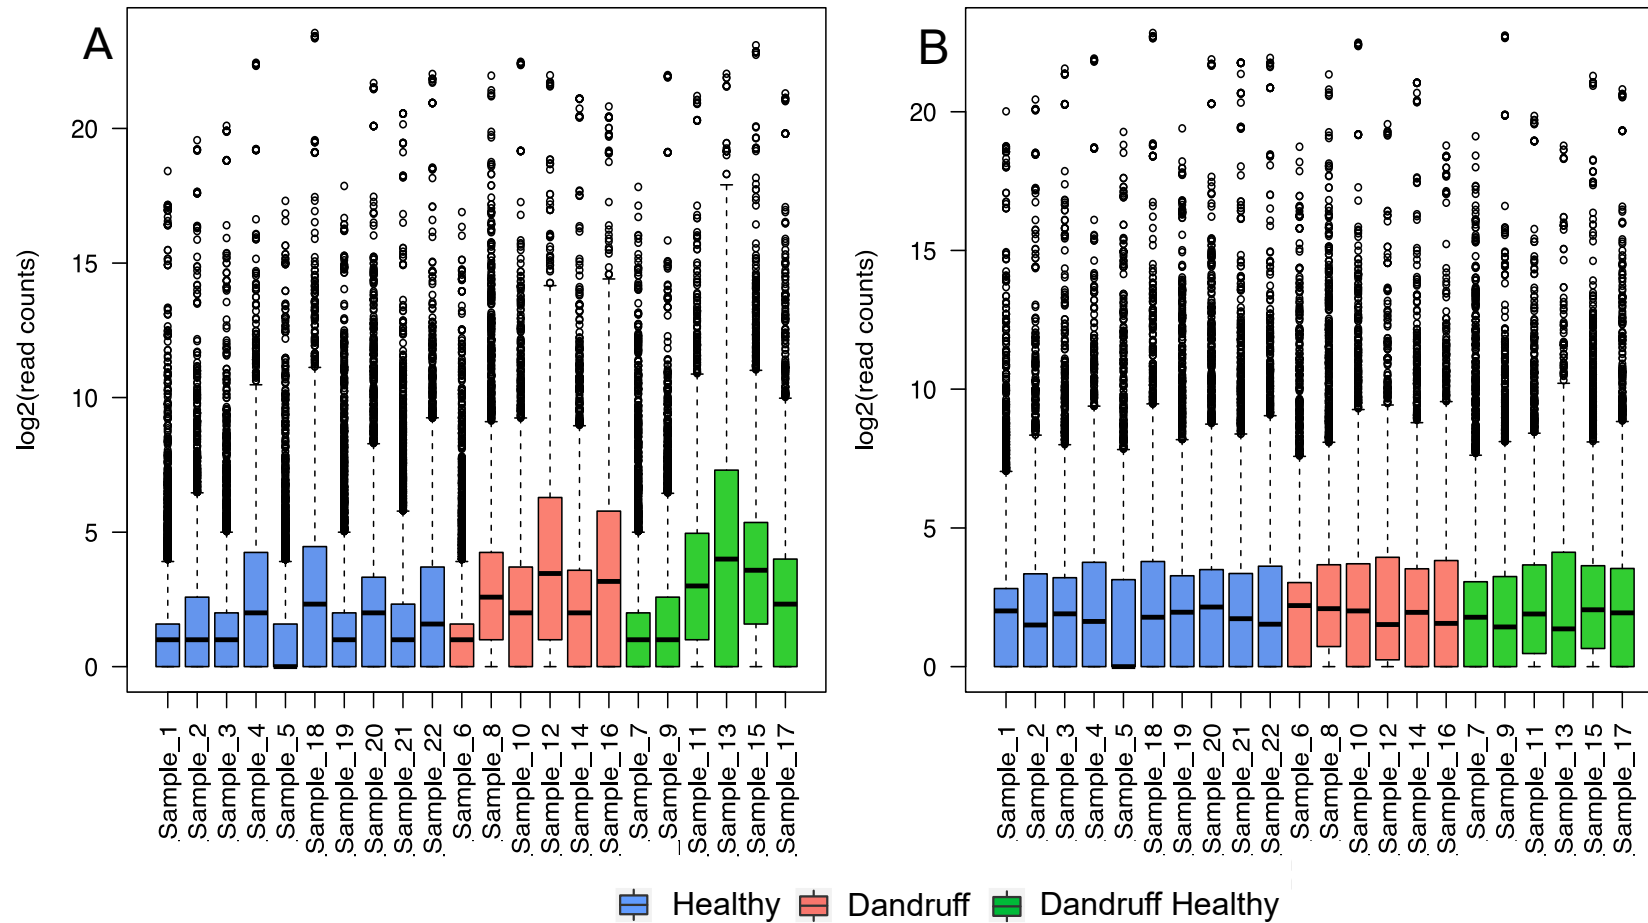 A
B
log2(read counts)
20
15
10
5
0
Sample_1
Sample_2
Sample_3
Sample_4
Sample_5
Sample_18
Sample_19
Sample_20
Sample_21
Sample_22
Sample_6
Sample_8
Sample_10
Sample_12
Sample_14
Sample_16
Sample_7
Sample_9
Sample_11
Sample_13
Sample_15
Sample_17
log2(read counts)
20
15
10
5
0
Sample_1
Sample_2
Sample_3
Sample_4
Sample_5
Sample_18
Sample_19
Sample_20
Sample_21
Sample_22
Sample_6
Sample_8
Sample_10
Sample_12
Sample_14
Sample_16
Sample_7
Sample_9
Sample_11
Sample_13
Sample_15
Sample_17
Healthy Dandruff Dandruff Healthy